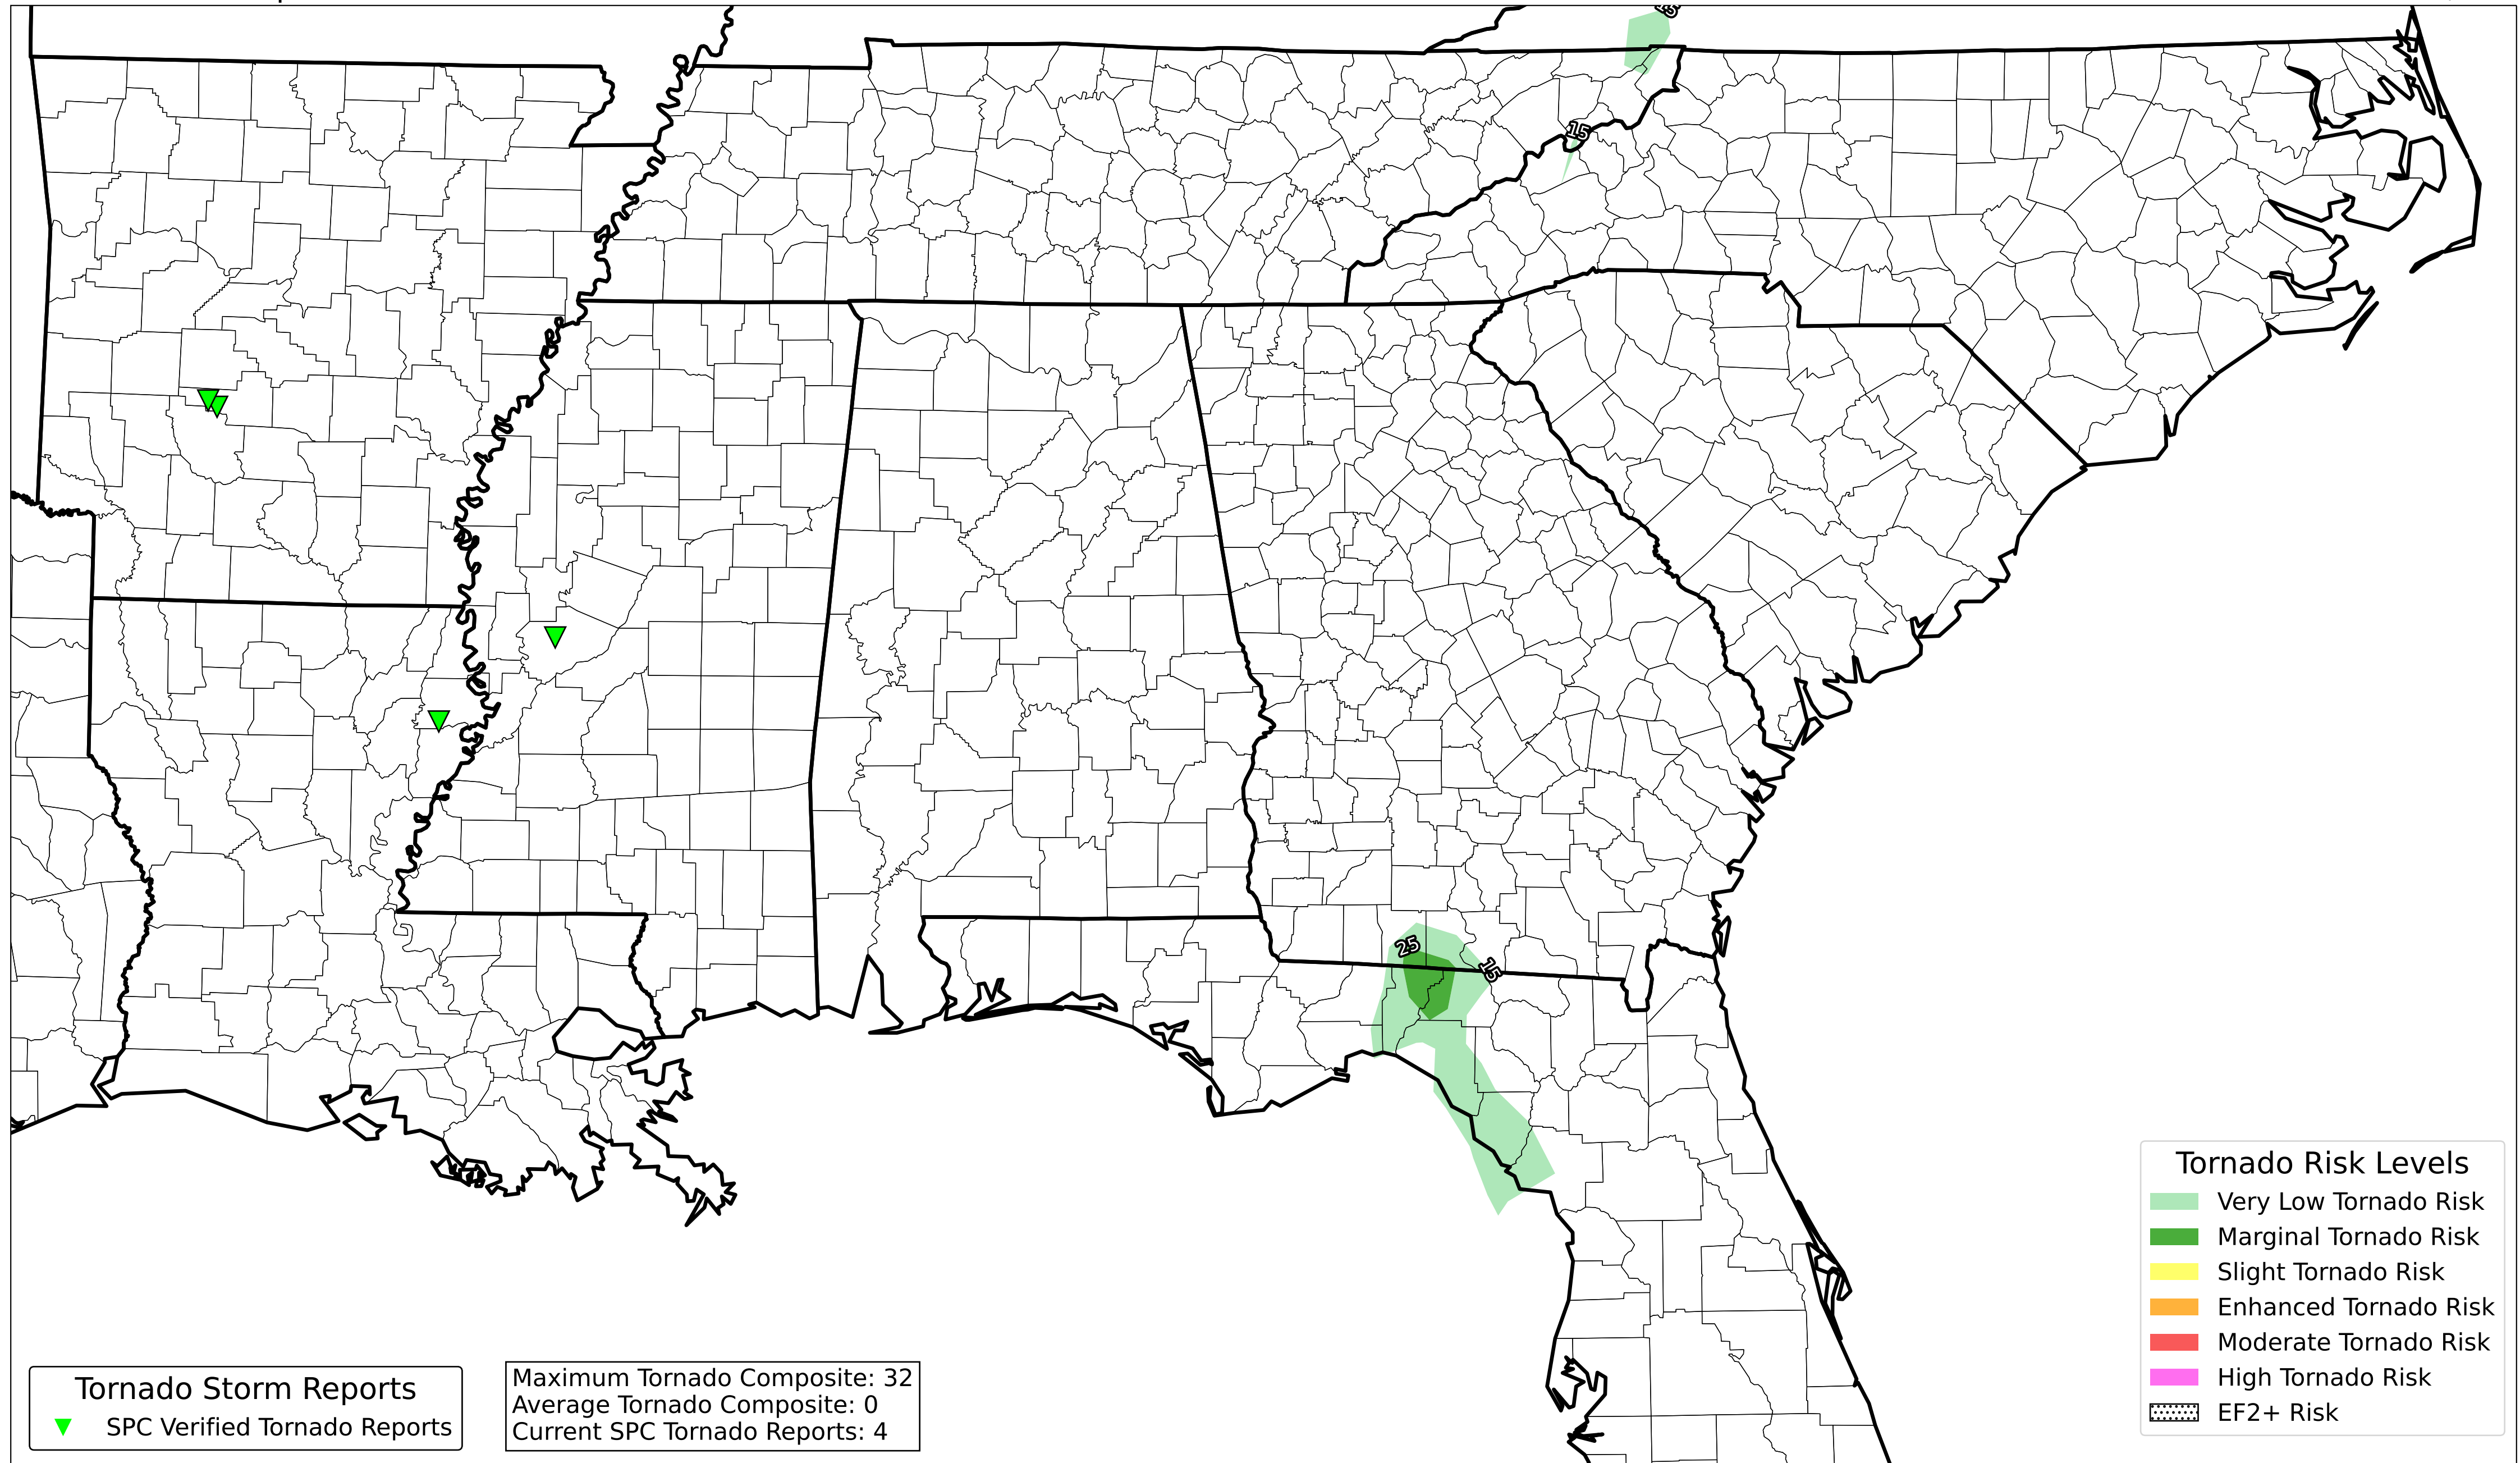 15
15
25
15
Tornado Risk Levels
Very Low Tornado Risk
Marginal Tornado Risk
Slight Tornado Risk
Enhanced Tornado Risk
Moderate Tornado Risk
High Tornado Risk
EF2+ Risk
Tornado Storm Reports
SPC Verified Tornado Reports
Maximum Tornado Composite: 32
Average Tornado Composite: 0
Current SPC Tornado Reports: 4